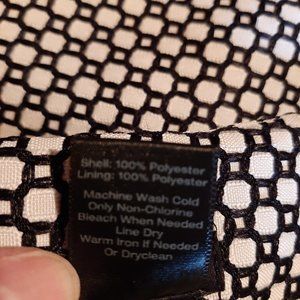 Shell: 100% Polyester
Lining: 100% Polyester
Machine Wash Cold
Only Non-Chlorine
Bleach When Needed
Line Dry
Warm Iron If Needed
Or Dryclean